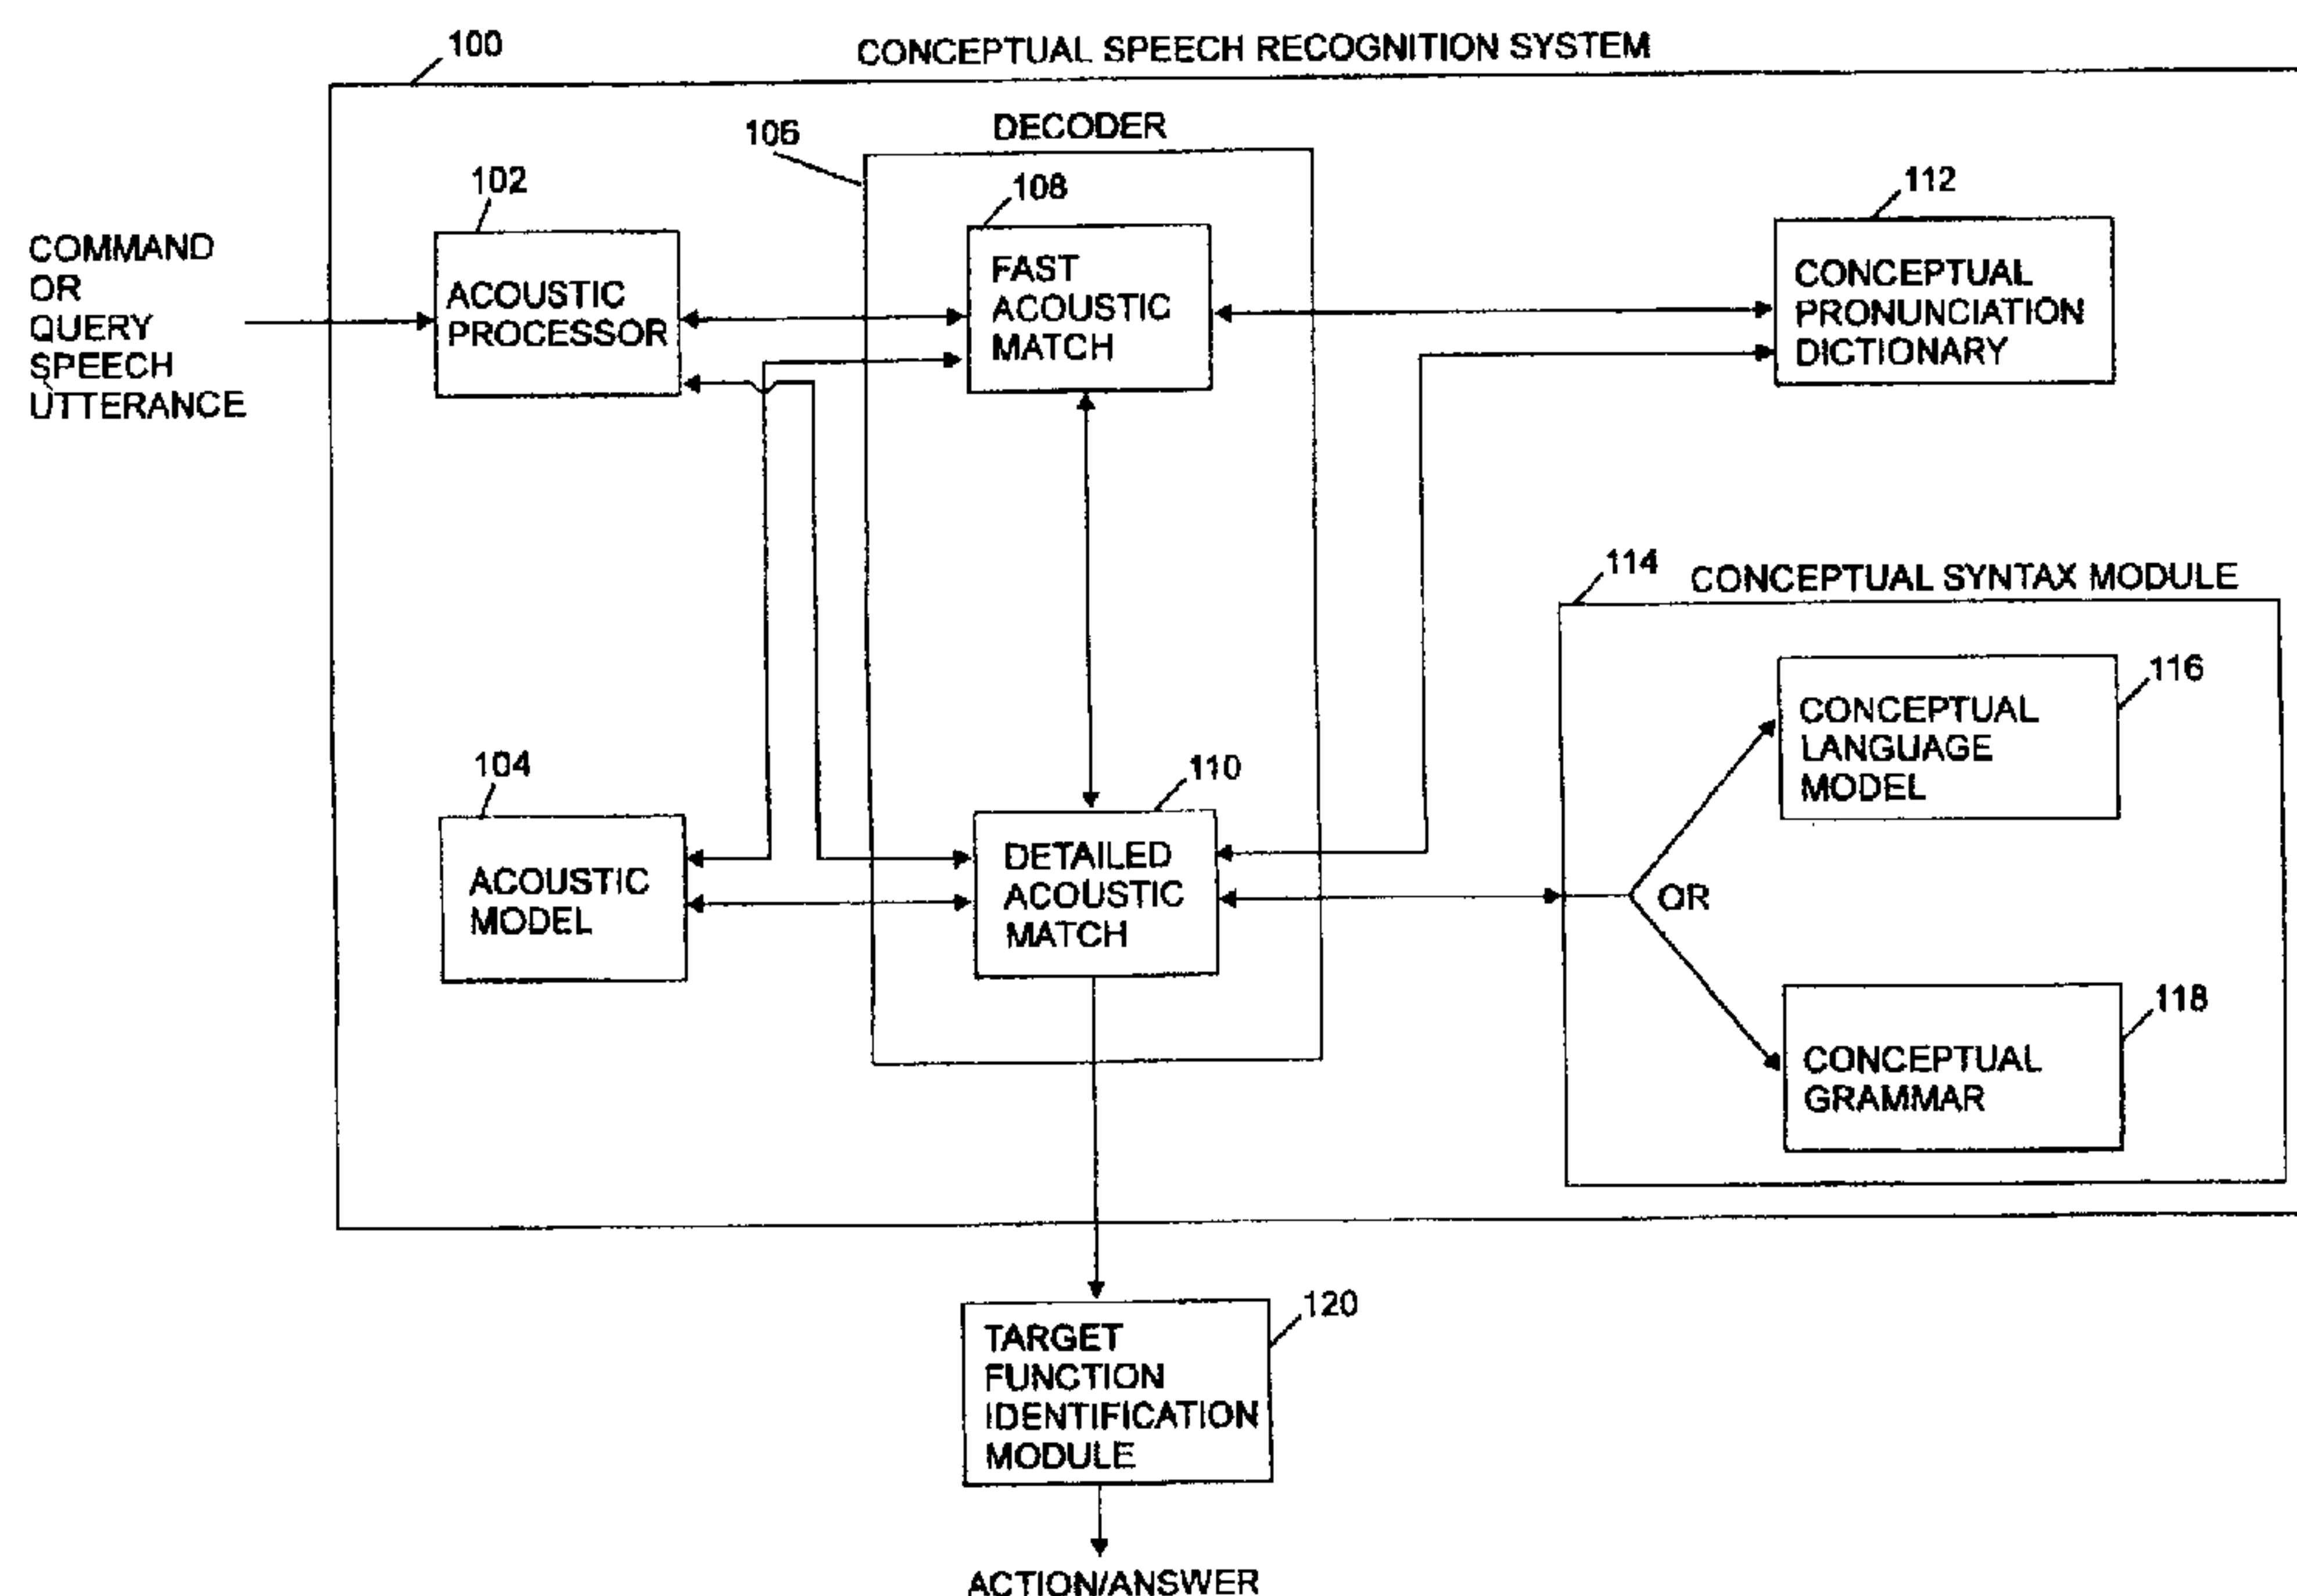 100
CONCEPTUAL SPEECH RECOGNITION SYSTEM
106
DECODER
102
108
112
COMMAND
OR
QUERY
SPEECH
UTTERANCE
ACOUSTIC
PROCESSOR
FAST
ACOUSTIC
MATCH
CONCEPTUAL
PRONUNCIATION
DICTIONARY
114
CONCEPTUAL SYNTAX MODULE
116
CONCEPTUAL
LANGUAGE
MODEL
104
110
ACOUSTIC
MODEL
DETAILED
ACOUSTIC
MATCH
OR
118
CONCEPTUAL
GRAMMAR
120
TARGET
FUNCTION
IDENTIFICATION
MODULE
ACTION/ANSWER